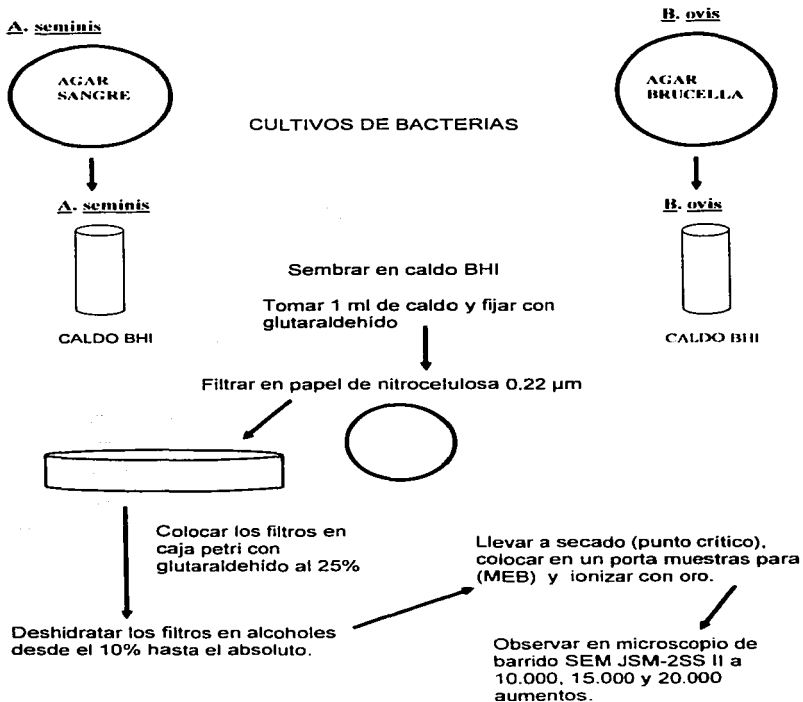 A. seminis
B. ovis
AGAR
SANGRE
AGAR
BRUCELLA
CULTIVOS DE BACTERIAS
A. seminis
B. ovis
CALDO BHI
CALDO BHI
Sembrar en caldo BHI
Tomar 1 ml de caldo y fijar con
glutaraldehído
Filtrar en papel de nitrocelulosa 0.22 µm
Colocar los filtros en
caja petri con
glutaraldehído al 25%
Deshidratar los filtros en alcoholes
desde el 10% hasta el absoluto.
Llevar a secado (punto crítico),
colocar en un porta muestras para
(MEB) y ionizar con oro.
Observar en microscopio de
barrido SEM JSM-2SS II a
10.000, 15.000 y 20.000
aumentos.